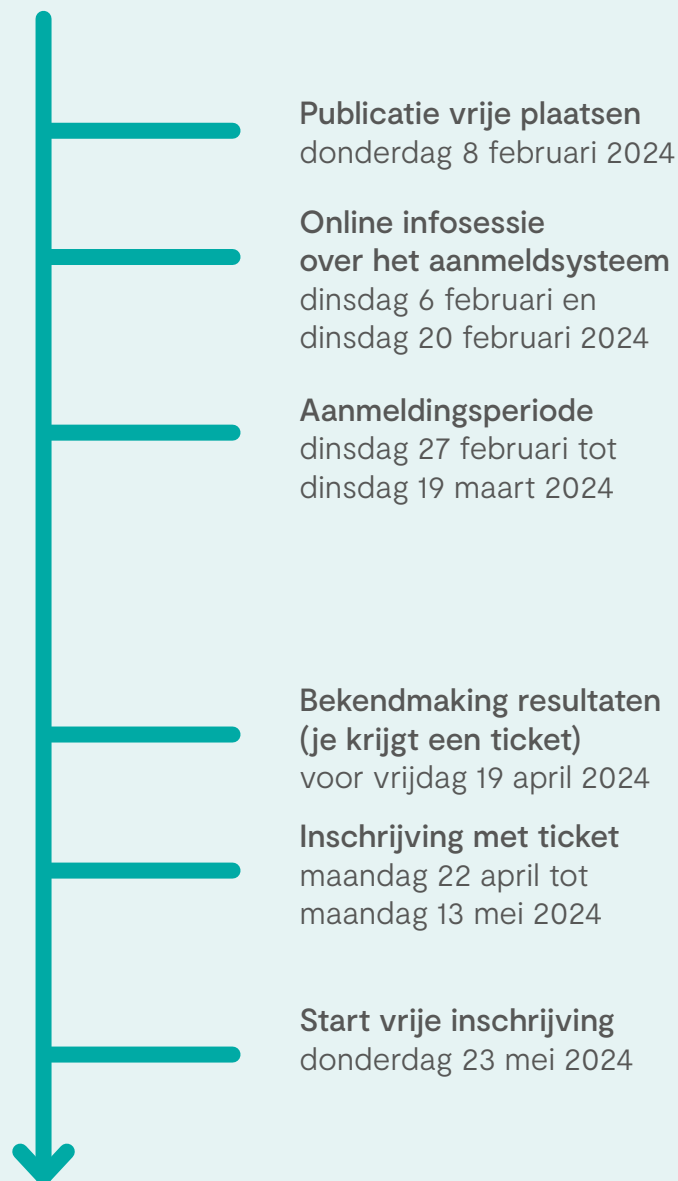 Publicatie vrije plaatsen
donderdag 8 februari 2024
Online infosessie
over het aanmeldsysteem
dinsdag 6 februari en
dinsdag 20 februari 2024
Aanmeldingsperiode
dinsdag 27 februari tot
dinsdag 19 maart 2024
Bekendmaking resultaten
(je krijgt een ticket)
voor vrijdag 19 april 2024
Inschrijving met ticket
maandag 22 april tot
maandag 13 mei 2024
Start vrije inschrijving
donderdag 23 mei 2024